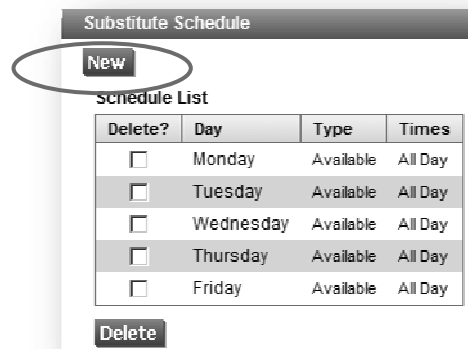 Substitute Schedule
New
Schedule List
Delete? Day Type Times
Monday Available All Day
Tuesday Available All Day
Wednesday Available All Day
Thursday Available All Day
Friday Available All Day
Delete